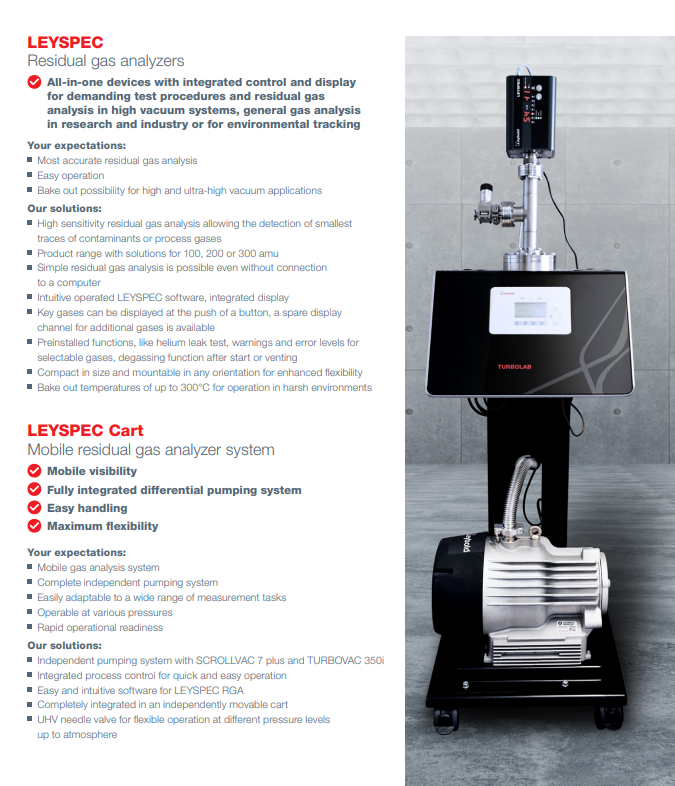 LEYSPEC
Residual gas analyzers
All-in-one devices with integrated control and display
for demanding test procedures and residual gas
analysis in high vacuum systems, general gas analysis
in research and industry or for environmental tracking
Your expectations:
Most accurate residual gas analysis
Easy operation
Bake out possibility for high and ultra-high vacuum applications
Our solutions:
High sensitivity residual gas analysis allowing the detection of smallest
traces of contaminants or process gases
Product range with solutions for 100, 200 or 300 amu
Simple residual gas analysis is possible even without connection
to a computer
Intuitive operated LEYSPEC software, integrated display
Key gases can be displayed at the push of a button, a spare display
channel for additional gases is available
Preinstalled functions, like helium leak test, warnings and error levels for
selectable gases, degassing function after start or venting
Compact in size and mountable in any orientation for enhanced flexibility
Bake out temperatures of up to 300°C for operation in harsh environments
LEYSPEC Cart
Mobile residual gas analyzer system
Mobile visibility
Fully integrated differential pumping system
Easy handling
Maximum flexibility
Your expectations:
Mobile gas analysis system
Complete independent pumping system
Easily adaptable to a wide range of measurement tasks
Operable at various pressures
Rapid operational readiness
Our solutions:
Independent pumping system with SCROLLVAC 7 plus and TURBOVAC 350i
Integrated process control for quick and easy operation
Easy and intuitive software for LEYSPEC RGA
Completely integrated in an independently movable cart
UHV needle valve for flexible operation at different pressure levels
up to atmosphere
LEYSPEC
TURBOLAB